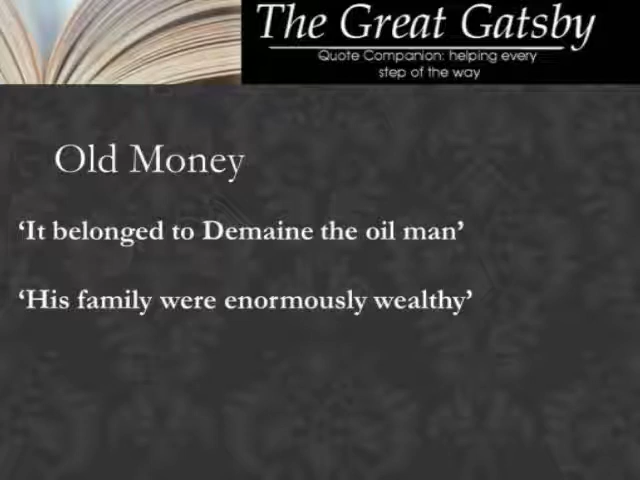 The Great Gatsby
Quote Companion: helping every
step of the way
Old Money
‘It belonged to Demaine the oil man’
‘His family were enormously wealthy’